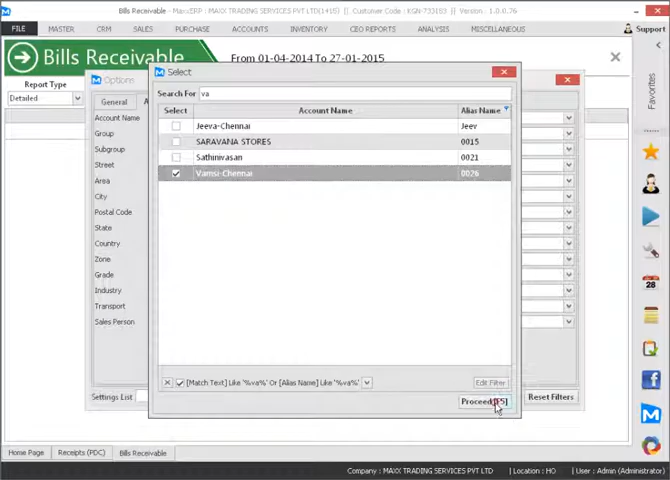 Bills Receivable - MaxxERP - MAXX TRADING SERVICES PVT LTD(1+15) || Customer Code : KGN-733183 || Version - 1.0.0.76
FILE MASTER CRM SALES PURCHASE ACCOUNTS INVENTORY CEO REPORTS ANALYSIS MISCELLANEOUS Support
Bills Receivable From 01-04-2014 To 27-01-2015
Report Type
Detailed
Options
General
Account Name
Group
Subgroup
Street
Area
City
Postal Code
State
Country
Zone
Grade
Industry
Transport
Sales Person
Settings List
Reset Filters
Select
Search For va
Select Account Name Alias Name
Jeeva-Chennai Jeev
SARAVANA STORES 0015
Sathinivasan 0021
Vamsi-Chennai 0026
[Match Text] Like '%va%' Or [Alias Name] Like '%va%'
Edit Filter
Proceed[F5]
Favorites
28
Home Page Receipts (PDC) Bills Receivable
Company : MAXX TRADING SERVICES PVT LTD | Location : HO | User : Admin (Administrator)